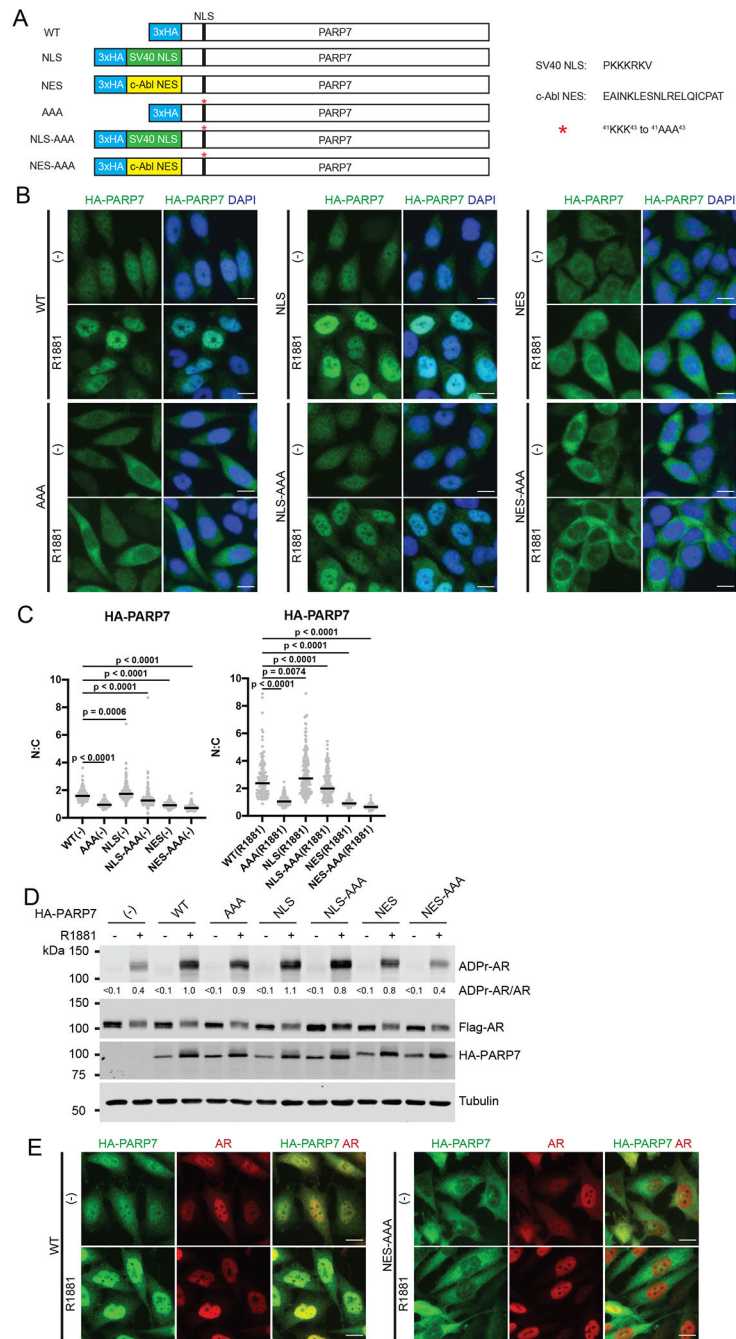 A
NLS
WT 3xHA PARP7
NLS 3xHA SV40 NLS PARP7
NES 3xHA c-Abl NES PARP7
*
AAA 3xHA PARP7
*
NLS-AAA 3xHA SV40 NLS PARP7
*
NES-AAA 3xHA c-Abl NES PARP7
SV40 NLS: PKKKRKV
c-Abl NES: EAINKLESNLRELQICPAT
* ⁴¹KKK⁴³ to ⁴¹AAA⁴³
B
HA-PARP7 HA-PARP7 DAPI
WT
(-)
R1881
AAA
(-)
R1881
HA-PARP7 HA-PARP7 DAPI
NLS
(-)
R1881
NLS-AAA
(-)
R1881
HA-PARP7 HA-PARP7 DAPI
NES
(-)
R1881
NES-AAA
(-)
R1881
C
HA-PARP7
p < 0.0001
p < 0.0001
p < 0.0001
p = 0.0006
p < 0.0001
N:C
10
8
6
4
2
0
WT(-)
AAA(-)
NLS(-)
NLS-AAA(-)
NES(-)
NES-AAA(-)
HA-PARP7
p < 0.0001
p < 0.0001
p < 0.0001
p = 0.0074
p < 0.0001
N:C
10
8
6
4
2
0
WT(R1881)
AAA(R1881)
NLS(R1881)
NLS-AAA(R1881)
NES(R1881)
NES-AAA(R1881)
D
HA-PARP7 (-) WT AAA NLS NLS-AAA NES NES-AAA
R1881 - + - + - + - + - + - + - +
kDa
150
100
ADPr-AR
<0.1 0.4 <0.1 1.0 <0.1 0.9 <0.1 1.1 <0.1 0.8 <0.1 0.8 <0.1 0.4 ADPr-AR/AR
150
100
Flag-AR
100
75
HA-PARP7
50
Tubulin
E
HA-PARP7 AR HA-PARP7 AR
WT
(-)
R1881
HA-PARP7 AR HA-PARP7 AR
NES-AAA
(-)
R1881